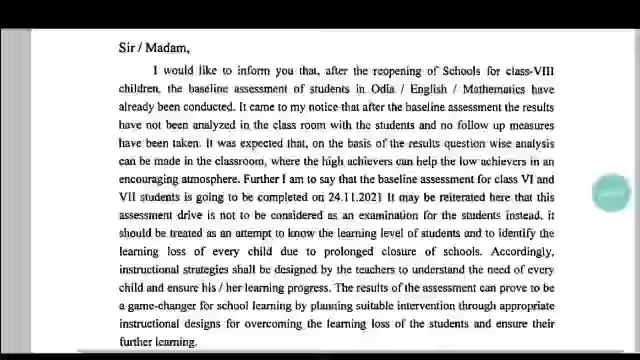 Sir / Madam,
I would like to inform you that, after the reopening of Schools for class-VIII
children, the baseline assessment of students in Odia / English / Mathematics have
already been conducted. It came to my notice that after the baseline assessment the results
have not been analyzed in the class room with the students and no follow up measures
have been taken. It was expected that, on the basis of the results question wise analysis
can be made in the classroom, where the high achievers can help the low achievers in an
encouraging atmosphere. Further I am to say that the baseline assessment for class VI and
VII students is going to be completed on 24.11.2021 It may be reiterated here that this
assessment drive is not to be considered as an examination for the students instead, it
should be treated as an attempt to know the learning level of students and to identify the
learning loss of every child due to prolonged closure of schools. Accordingly,
instructional strategies shall be designed by the teachers to understand the need of every
child and ensure his / her learning progress. The results of the assessment can prove to be
a game-changer for school learning by planning suitable intervention through appropriate
instructional designs for overcoming the learning loss of the students and ensure their
further learning.